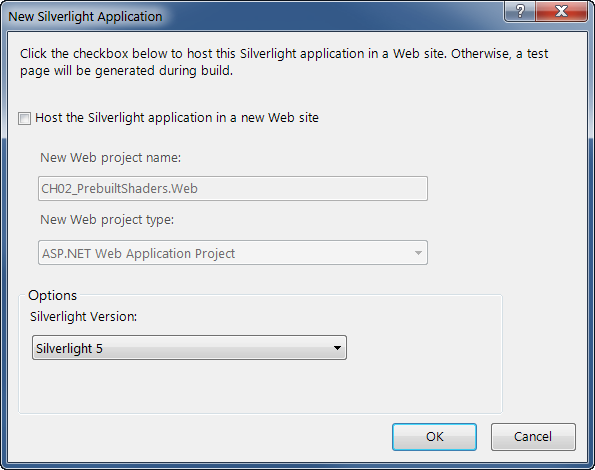 New Silverlight Application
?
Click the checkbox below to host this Silverlight application in a Web site. Otherwise, a test
page will be generated during build.
Host the Silverlight application in a new Web site
New Web project name:
CH02_PrebuiltShaders.Web
New Web project type:
ASP.NET Web Application Project
Options
Silverlight Version:
Silverlight 5
OK
Cancel